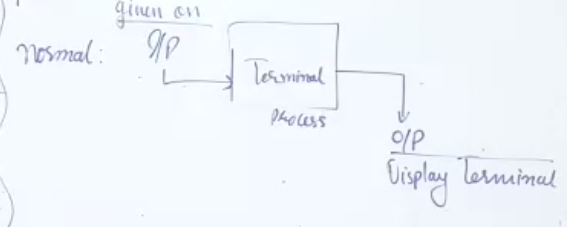 given on
Normal: I/P
Terminal
process
O/P
Display Terminal